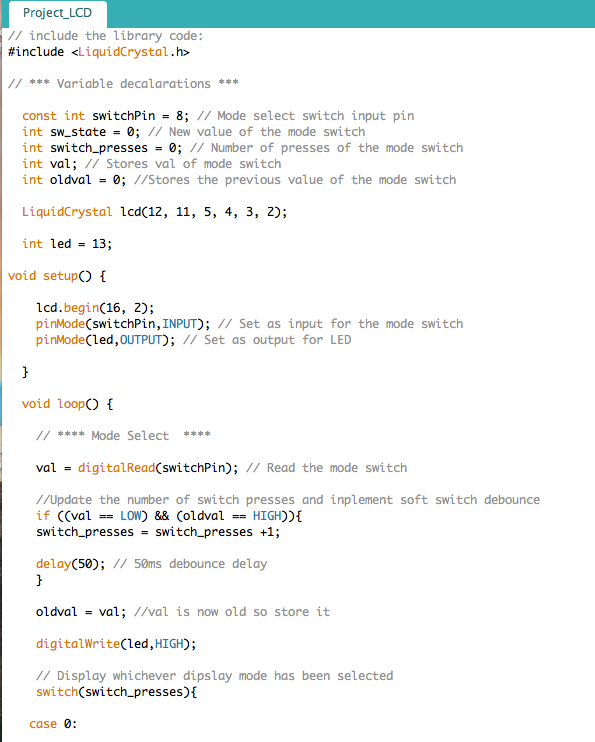 Project_LCD
// include the library code:
#include <LiquidCrystal.h>
// *** Variable decalarations ***
const int switchPin = 8; // Mode select switch input pin
int sw_state = 0; // New value of the mode switch
int switch_presses = 0; // Number of presses of the mode switch
int val; // Stores val of mode switch
int oldval = 0; //Stores the previous value of the mode switch
LiquidCrystal lcd(12, 11, 5, 4, 3, 2);
int led = 13;
void setup() {
lcd.begin(16, 2);
pinMode(switchPin,INPUT); // Set as input for the mode switch
pinMode(led,OUTPUT); // Set as output for LED
}
void loop() {
// **** Mode Select  ****
val = digitalRead(switchPin); // Read the mode switch
//Update the number of switch presses and inplement soft switch debounce
if ((val == LOW) && (oldval == HIGH)){
switch_presses = switch_presses +1;
delay(50); // 50ms debounce delay
}
oldval = val; //val is now old so store it
digitalWrite(led,HIGH);
// Display whichever dipslay mode has been selected
switch(switch_presses){
case 0: